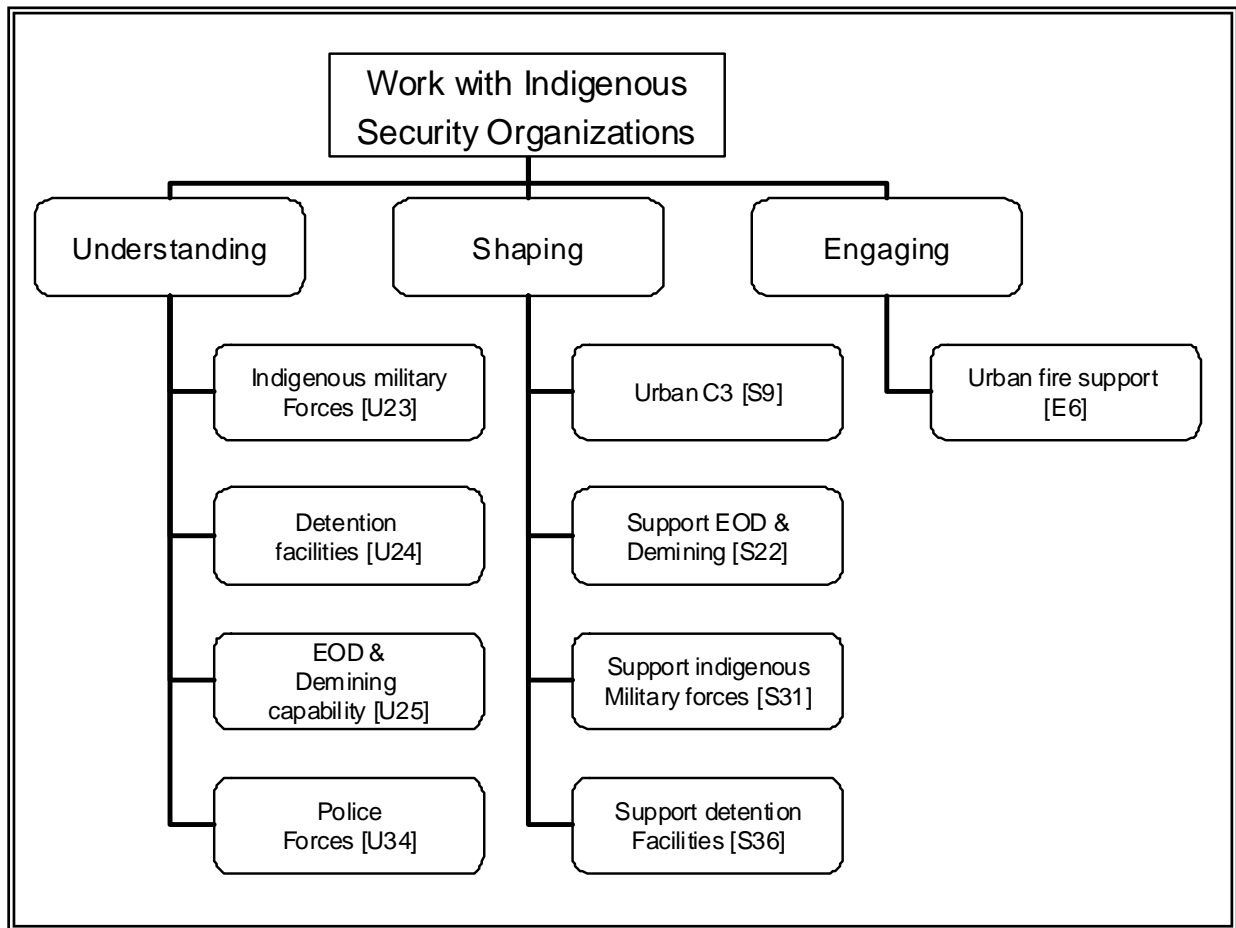 Work with Indigenous
Security Organizations
Understanding
Shaping
Engaging
Indigenous military
Forces [U23]
Detention
facilities [U24]
EOD &
Demining
capability [U25]
Police
Forces [U34]
Urban C3 [S9]
Support EOD &
Demining [S22]
Support indigenous
Military forces [S31]
Support detention
Facilities [S36]
Urban fire support
[E6]